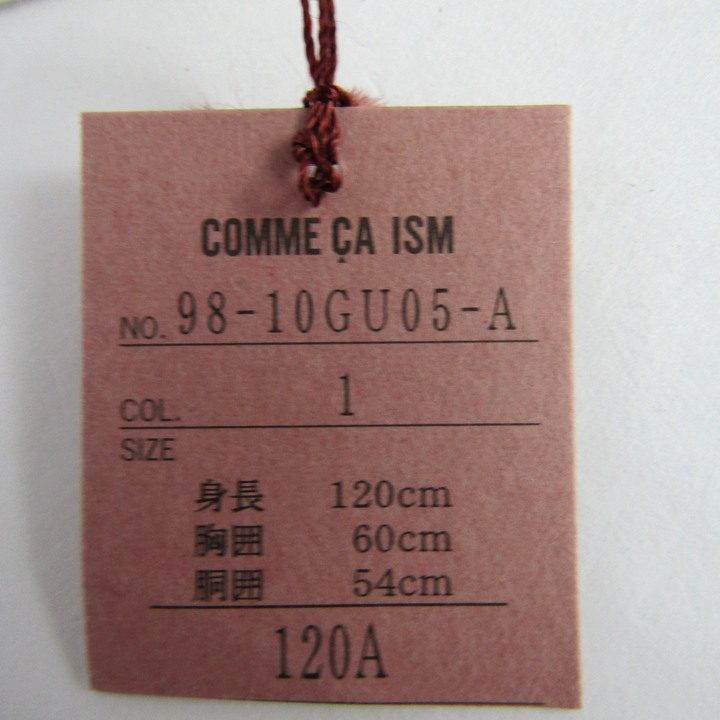 COMME ÇA ISM
NO. 98-10GU05-A
COL. 1
SIZE
身長 120cm
胸囲 60cm
胴囲 54cm
120A